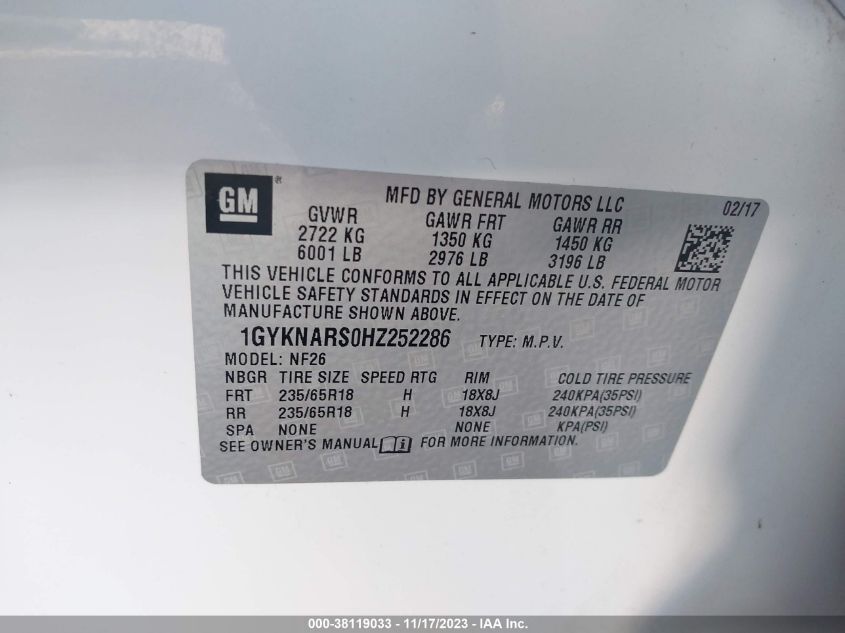 GM
MFD BY GENERAL MOTORS LLC 02/17
GVWR GAWR FRT GAWR RR
2722 KG 1350 KG 1450 KG
6001 LB 2976 LB 3196 LB
THIS VEHICLE CONFORMS TO ALL APPLICABLE U.S. FEDERAL MOTOR
VEHICLE SAFETY STANDARDS IN EFFECT ON THE DATE OF
MANUFACTURE SHOWN ABOVE.
1GYKNARS0HZ252286 TYPE: M.P.V.
MODEL: NF26
NBGR TIRE SIZE SPEED RTG RIM COLD TIRE PRESSURE
FRT 235/65R18 H 18X8J 240KPA(35PSI)
RR 235/65R18 H 18X8J 240KPA(35PSI)
SPA NONE NONE KPA(PSI)
SEE OWNER'S MANUAL FOR MORE INFORMATION.
000-38119033 - 11/17/2023 - IAAI Inc.